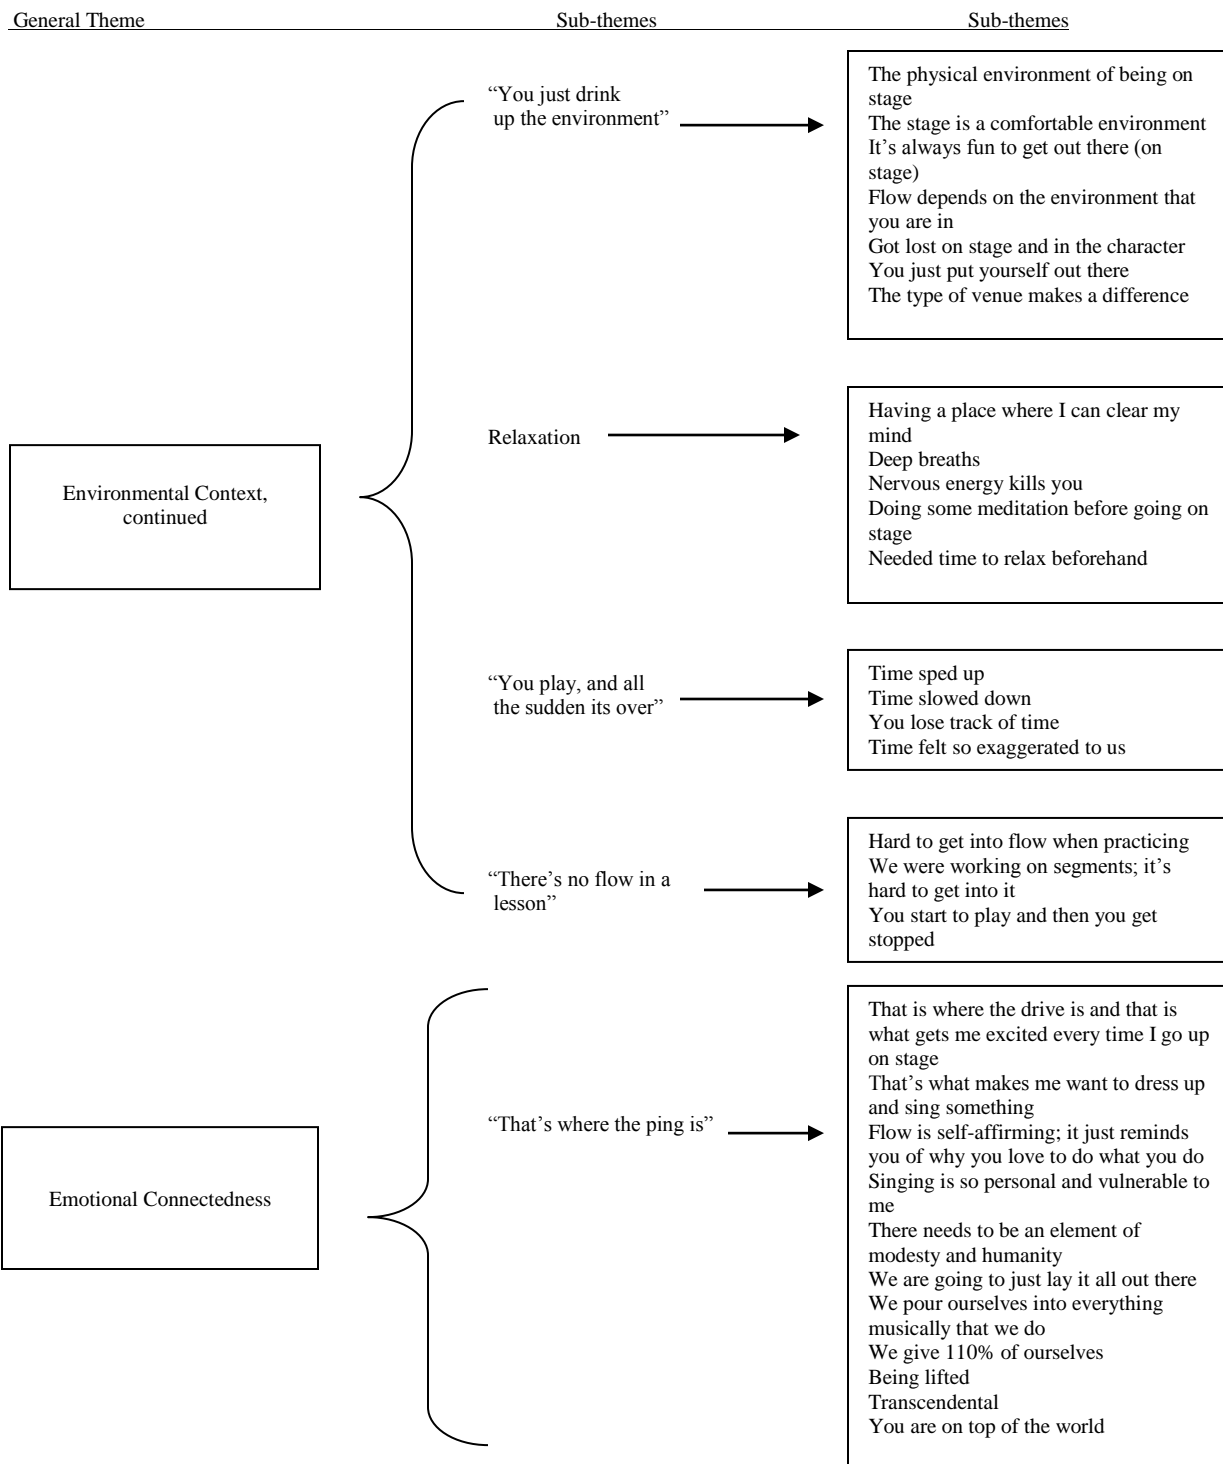 General Theme Sub-themes Sub-themes
“You just drink
up the environment”
The physical environment of being on
stage
The stage is a comfortable environment
It’s always fun to get out there (on
stage)
Flow depends on the environment that
you are in
Got lost on stage and in the character
You just put yourself out there
The type of venue makes a difference
Environmental Context,
continued
Relaxation
Having a place where I can clear my
mind
Deep breaths
Nervous energy kills you
Doing some meditation before going on
stage
Needed time to relax beforehand
“You play, and all
the sudden its over”
Time sped up
Time slowed down
You lose track of time
Time felt so exaggerated to us
“There’s no flow in a
lesson”
Hard to get into flow when practicing
We were working on segments; it’s
hard to get into it
You start to play and then you get
stopped
Emotional Connectedness
“That’s where the ping is”
That is where the drive is and that is
what gets me excited every time I go up
on stage
That’s what makes me want to dress up
and sing something
Flow is self-affirming; it just reminds
you of why you love to do what you do
Singing is so personal and vulnerable to
me
There needs to be an element of
modesty and humanity
We are going to just lay it all out there
We pour ourselves into everything
musically that we do
We give 110% of ourselves
Being lifted
Transcendental
You are on top of the world